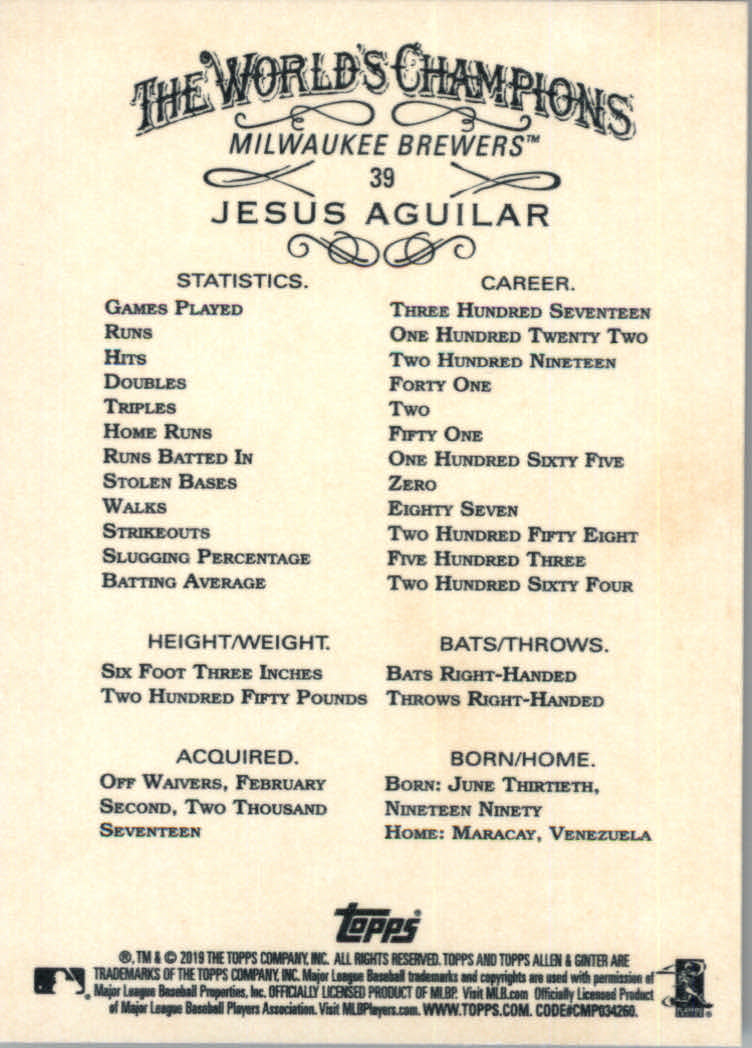 THE WORLD'S CHAMPIONS
MILWAUKEE BREWERS™
39
JESUS AGUILAR
STATISTICS.
GAMES PLAYED
RUNS
HITS
DOUBLES
TRIPLES
HOME RUNS
RUNS BATTED IN
STOLEN BASES
WALKS
STRIKEOUTS
SLUGGING PERCENTAGE
BATTING AVERAGE
CAREER.
THREE HUNDRED SEVENTEEN
ONE HUNDRED TWENTY TWO
TWO HUNDRED NINETEEN
FORTY ONE
TWO
FIFTY ONE
ONE HUNDRED SIXTY FIVE
ZERO
EIGHTY SEVEN
TWO HUNDRED FIFTY EIGHT
FIVE HUNDRED THREE
TWO HUNDRED SIXTY FOUR
HEIGHT/WEIGHT.
SIX FOOT THREE INCHES
TWO HUNDRED FIFTY POUNDS
BATS/THROWS.
BATS RIGHT-HANDED
THROWS RIGHT-HANDED
ACQUIRED.
OFF WAIVERS, FEBRUARY
SECOND, TWO THOUSAND
SEVENTEEN
BORN/HOME.
BORN: JUNE THIRTIETH,
NINETEEN NINETY
HOME: MARACAY, VENEZUELA
topps
®, TM & © 2019 THE TOPPS COMPANY, INC. ALL RIGHTS RESERVED. TOPPS AND TOPPS ALLEN & GINTER ARE
TRADEMARKS OF THE TOPPS COMPANY, INC. Major League Baseball trademarks and copyrights are used with permission of
Major League Baseball Properties, Inc. OFFICIALLY LICENSED PRODUCT OF MLBP. Visit MLB.com Officially Licensed Product
of Major League Baseball Players Association. Visit MLBPlayers.com. WWW.TOPPS.COM. CODE#CMP034260.